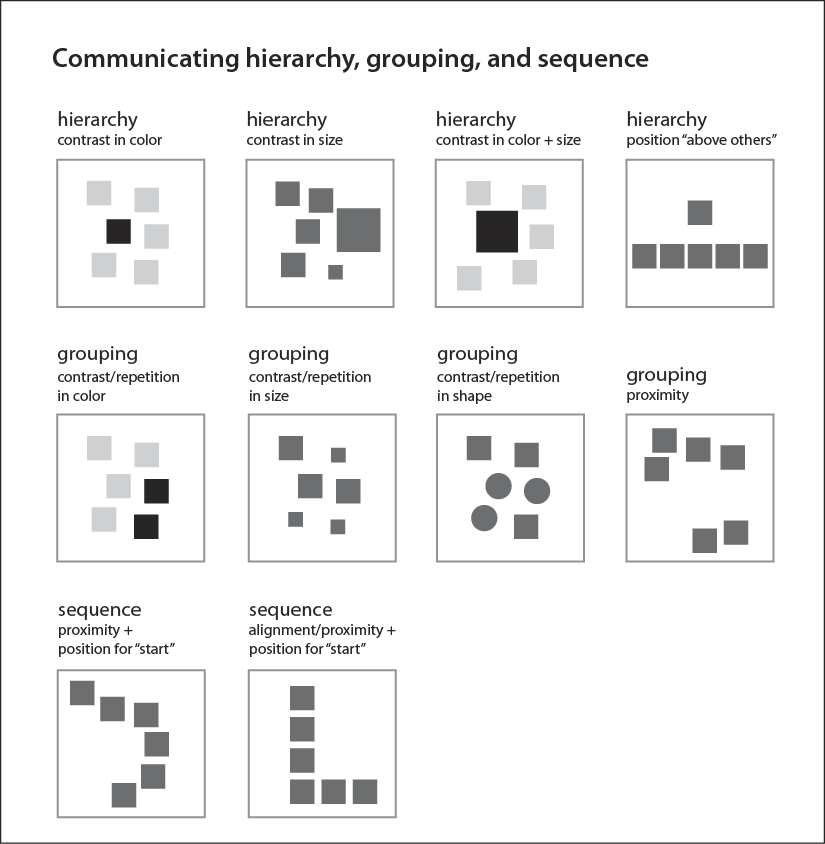 Communicating hierarchy, grouping, and sequence
hierarchy
contrast in color
hierarchy
contrast in size
hierarchy
contrast in color + size
hierarchy
position “above others”
grouping
contrast/repetition
in color
grouping
contrast/repetition
in size
grouping
contrast/repetition
in shape
grouping
proximity
sequence
proximity +
position for “start”
sequence
alignment/proximity +
position for “start”